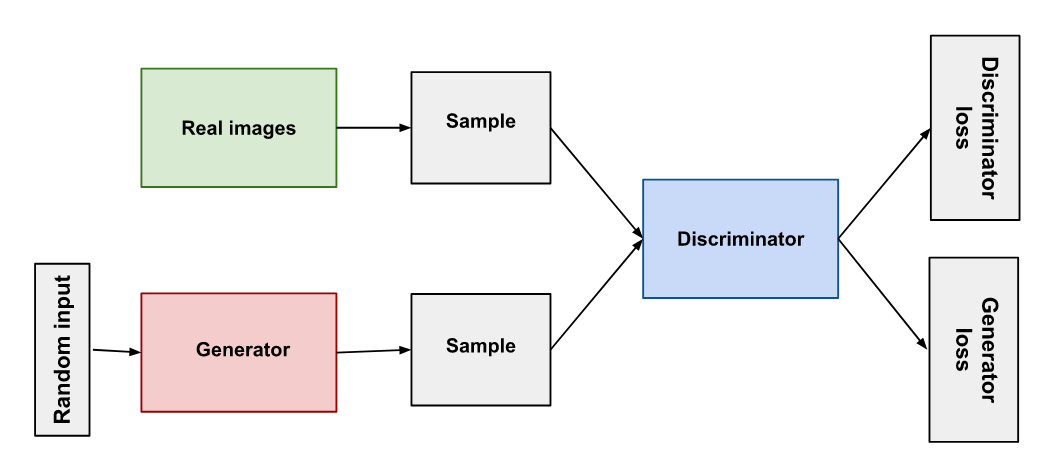 Real images
Sample
Discriminator
loss
Discriminator
Random input
Generator
Sample
Generator
loss